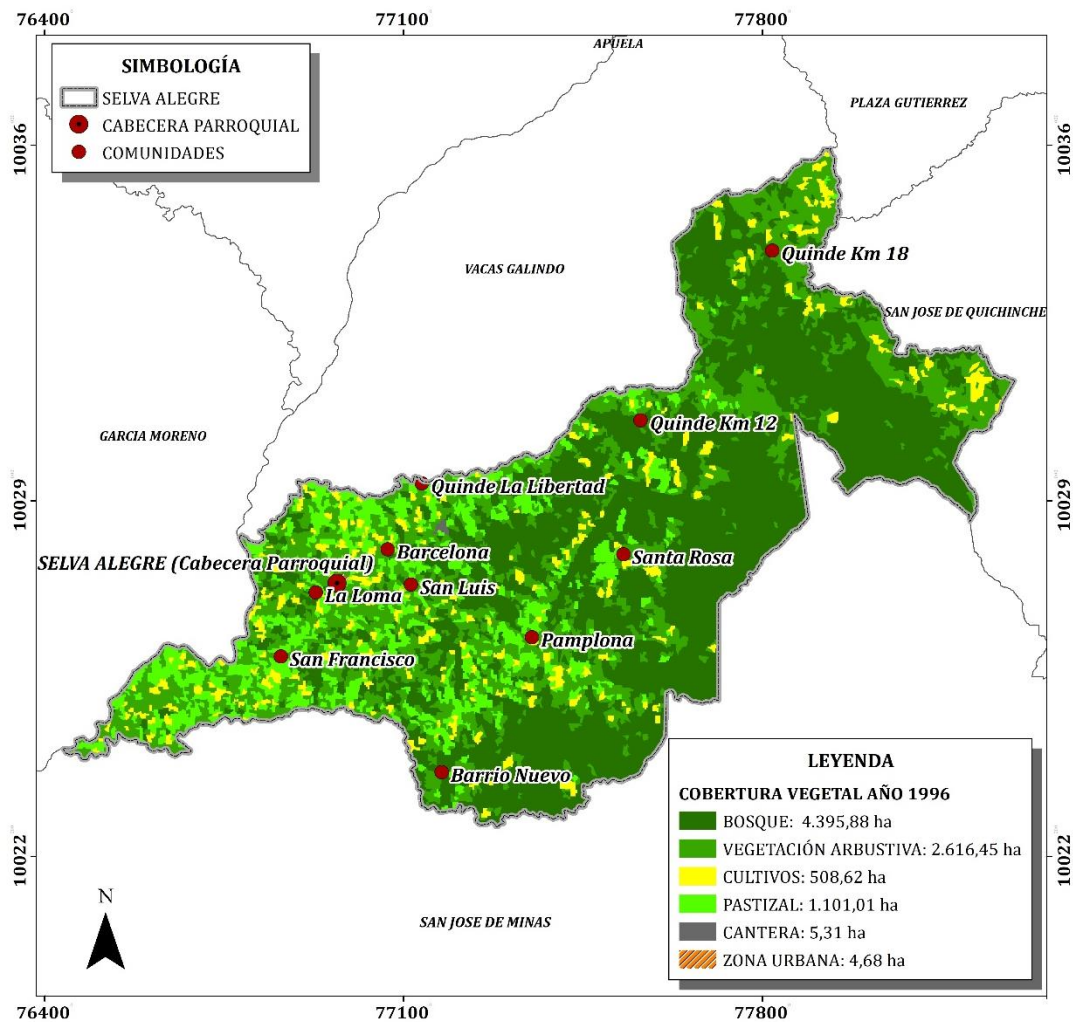 76400
77100
77800
SIMBOLOGÍA
SELVA ALEGRE
CABECERA PARROQUIAL
COMUNIDADES
APUELA
PLAZA GUTIERREZ
10036
10036
VACAS GALINDO
Quinde Km 18
SAN JOSE DE QUICHINCHE
GARCIA MORENO
Quinde Km 12
Quinde La Libertad
10029
10029
Barcelona
Santa Rosa
SELVA ALEGRE (Cabecera Parroquial)
La Loma
San Luis
Pamplona
San Francisco
Barrio Nuevo
LEYENDA
COBERTURA VEGETAL AÑO 1996
BOSQUE: 4.395,88 ha
VEGETACIÓN ARBUSTIVA: 2.616,45 ha
CULTIVOS: 508,62 ha
PASTIZAL: 1.101,01 ha
CANTERA: 5,31 ha
ZONA URBANA: 4,68 ha
10022
10022
N
SAN JOSE DE MINAS
76400
77100
77800